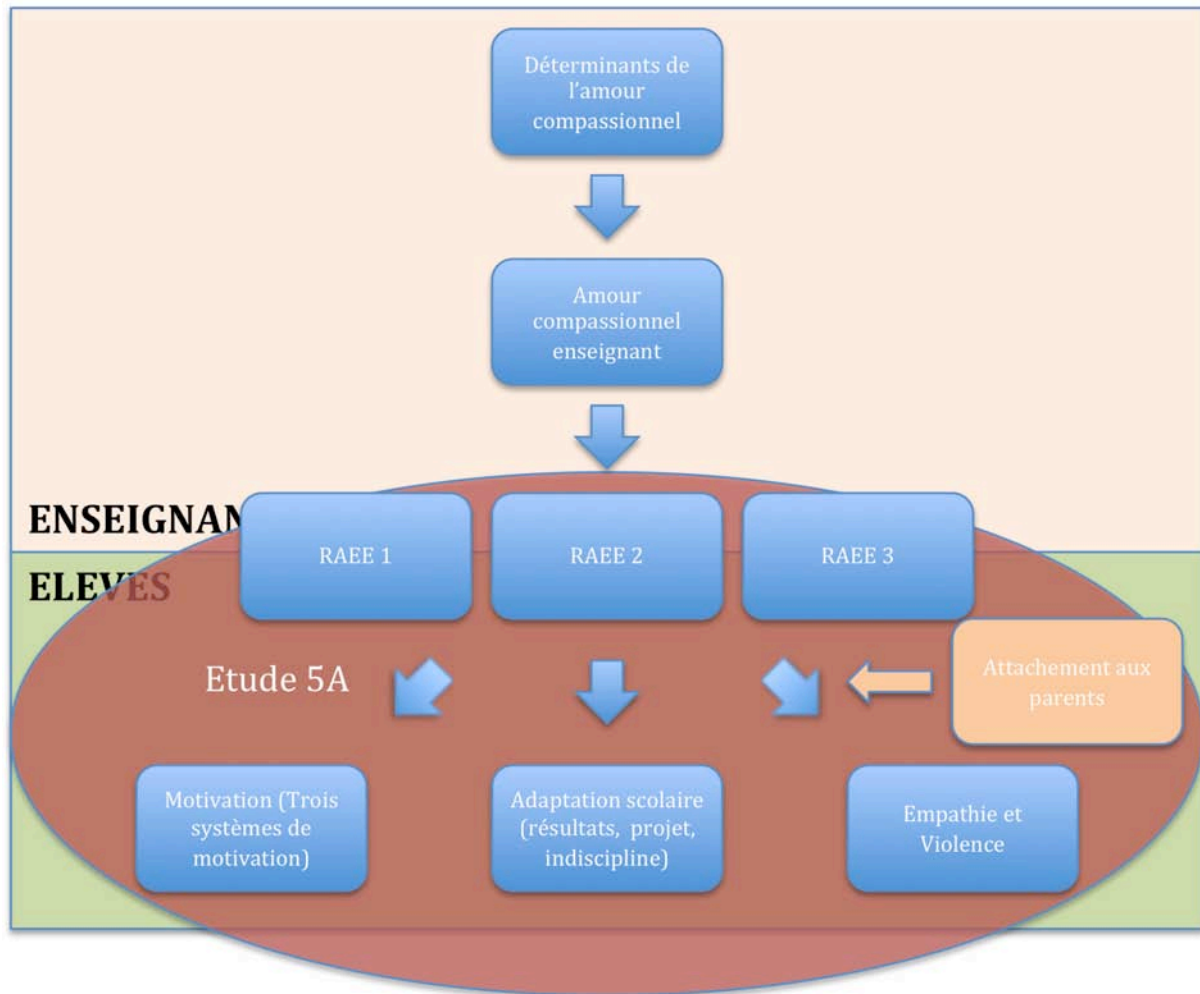 Déterminants de
l'amour
compassionnel
Amour
compassionnel
enseignant
ENSEIGNAN
RAEE 1
RAEE 2
RAEE 3
ELEVES
Etude 5A
Attachement aux
parents
Motivation (Trois
systèmes de
motivation)
Adaptation scolaire
(résultats, projet,
indiscipline)
Empathie et
Violence